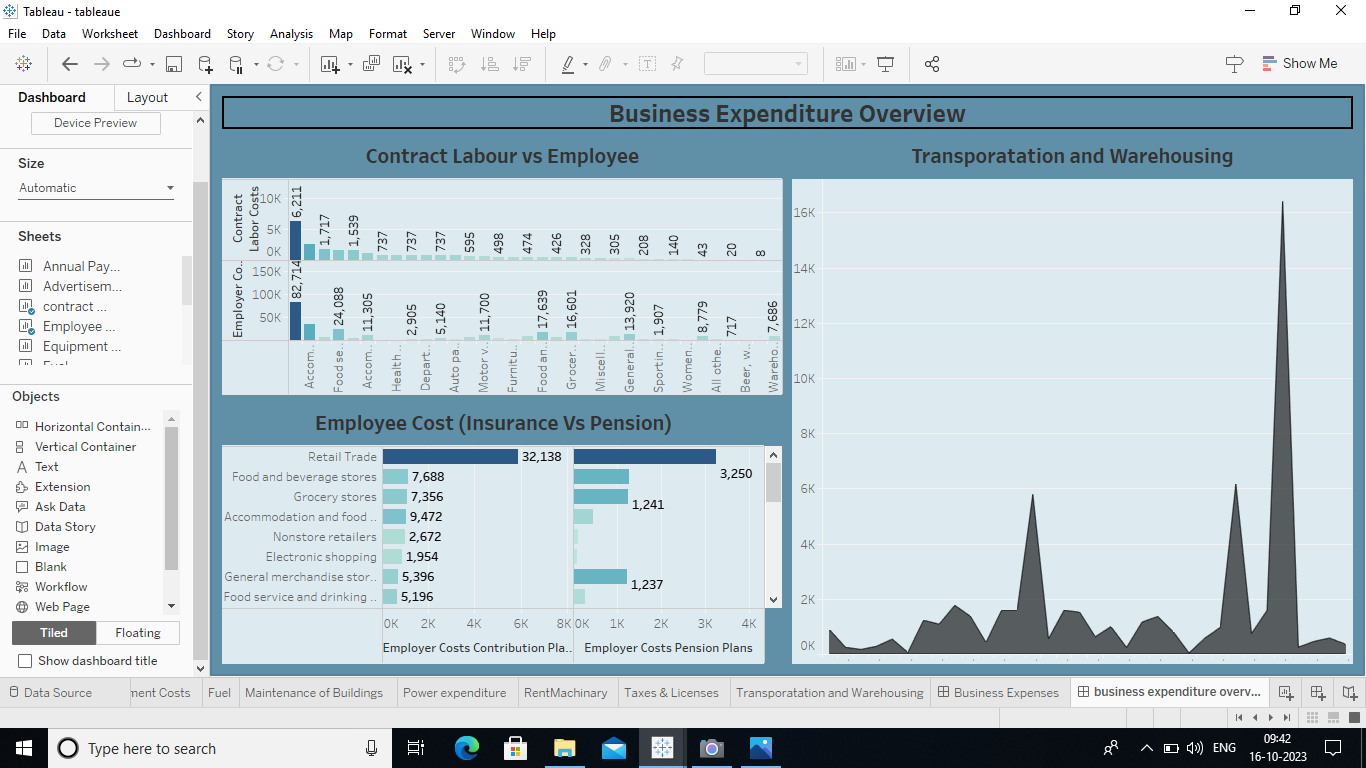 Tableau - tableaue
File Data Worksheet Dashboard Story Analysis Map Format Server Window Help
Show Me
Dashboard Layout
Device Preview
Size
Automatic
Sheets
Annual Pay...
Advertisem...
contract ...
Employee ...
Equipment ...
Objects
Horizontal Contain...
Vertical Container
Text
Extension
Ask Data
Data Story
Image
Blank
Workflow
Web Page
Tiled Floating
Show dashboard title
Business Expenditure Overview
Contract Labour vs Employee
Contract
Labor Costs
10K
5K
0K
6,211 1,717 1,539 737 737 737 595 498 474 426 328 305 208 140 43 20 8
Employer Co..
150K
100K
50K
82,714 24,088 11,305 2,905 5,140 11,700 17,639 16,601 13,920 1,907 8,779 717 7,686
Accom.. Food se.. Accom.. Health .. Depart.. Auto pa.. Motor v.. Furnitu.. Food an.. Grocer.. Miscell.. General.. Sportin.. Women.. All othe.. Beer, w.. Wareho..
Employee Cost (Insurance Vs Pension)
Retail Trade 32,138 3,250
Food and beverage stores 7,688
Grocery stores 7,356 1,241
Accommodation and food .. 9,472
Nonstore retailers 2,672
Electronic shopping 1,954
General merchandise stor.. 5,396 1,237
Food service and drinking .. 5,196
0K 2K 4K 6K 8K 0K 1K 2K 3K 4K
Employer Costs Contribution Pla.. Employer Costs Pension Plans
Transporatation and Warehousing
16K
14K
12K
10K
8K
6K
4K
2K
0K
Data Source nent Costs Fuel Maintenance of Buildings Power expenditure RentMachinary Taxes & Licenses Transporatation and Warehousing Business Expenses business expenditure overv...
Type here to search
ENG
09:42
16-10-2023